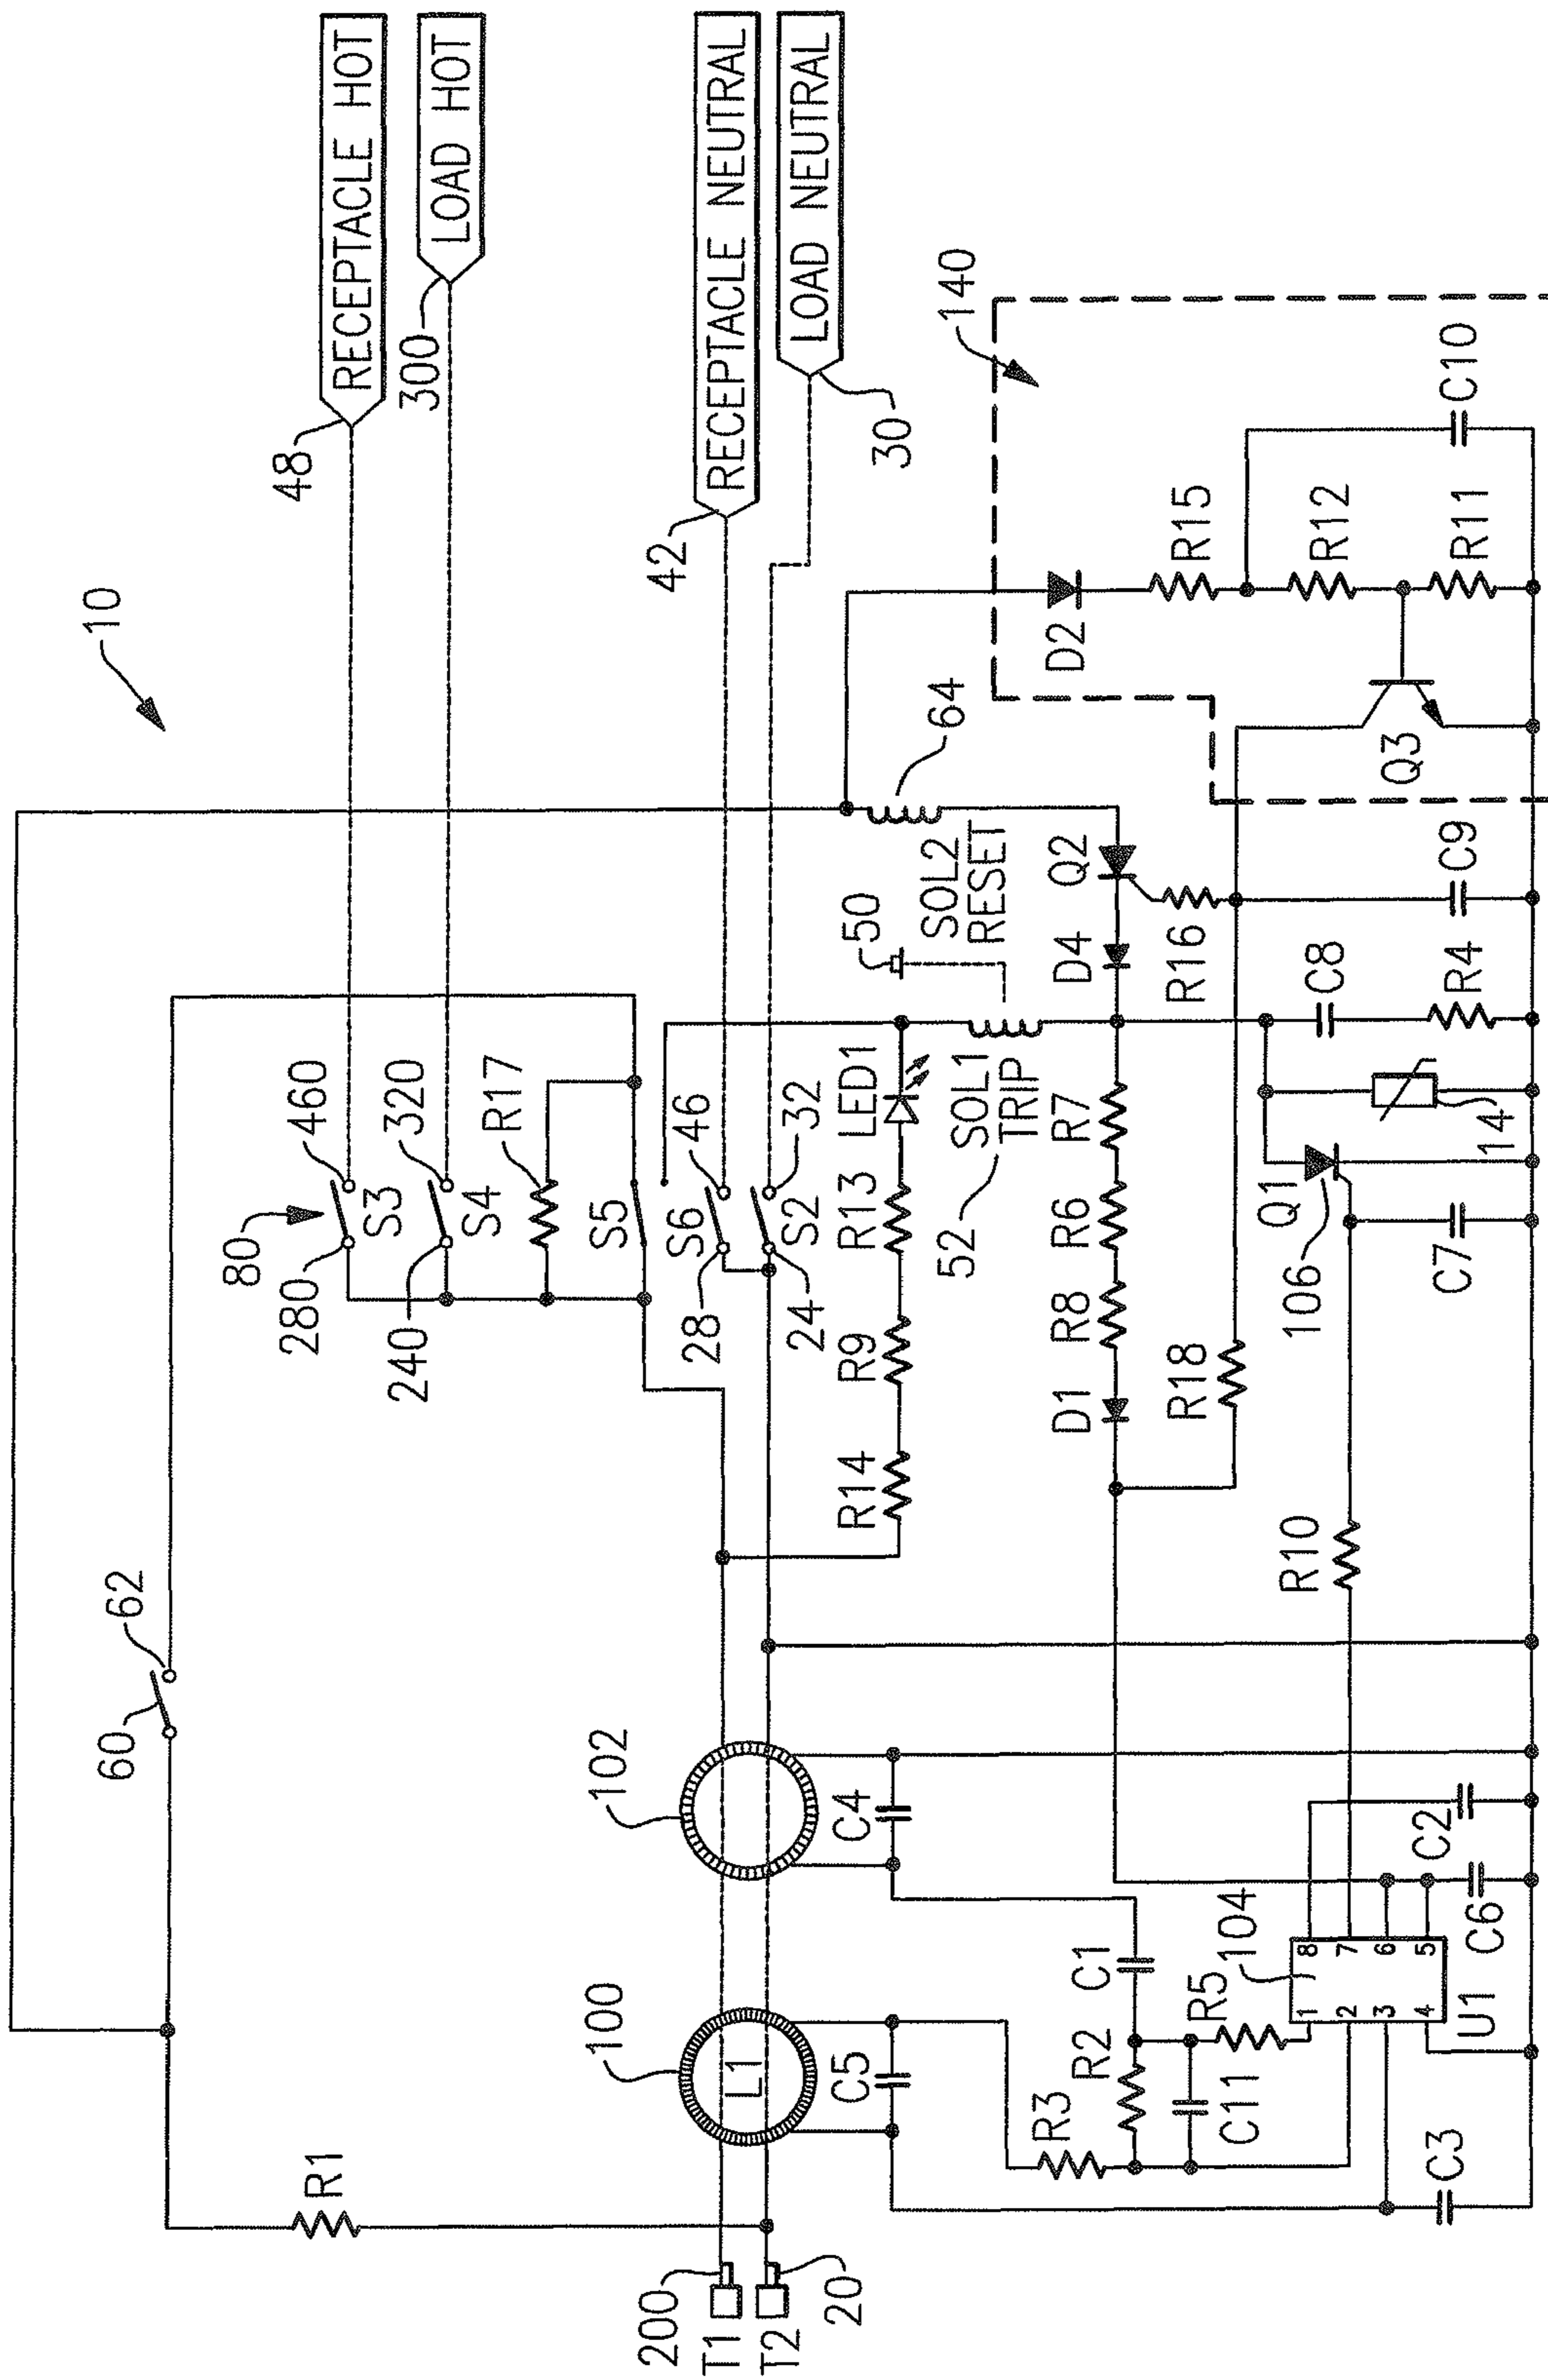 10
RECEPTACLE HOT
48
LOAD HOT
300
RECEPTACLE NEUTRAL
42
LOAD NEUTRAL
30
140
60
62
80
280
460
S3
240
320
S4
R17
S5
S6
46
28
S2
32
24
R1
200
T1
T2
20
100
L1
102
C5
C4
R14
R9
R13
LED1
50
SOL1
TRIP
52
SOL2
RESET
64
D1
R8
R6
R7
D4
Q2
R16
R18
D2
R15
R12
R11
C10
Q3
R3
R2
C11
C1
R5
104
U1
1
2
3
4
8
7
6
5
C3
C6
C2
R10
106
Q1
C7
14
C8
R4
C9